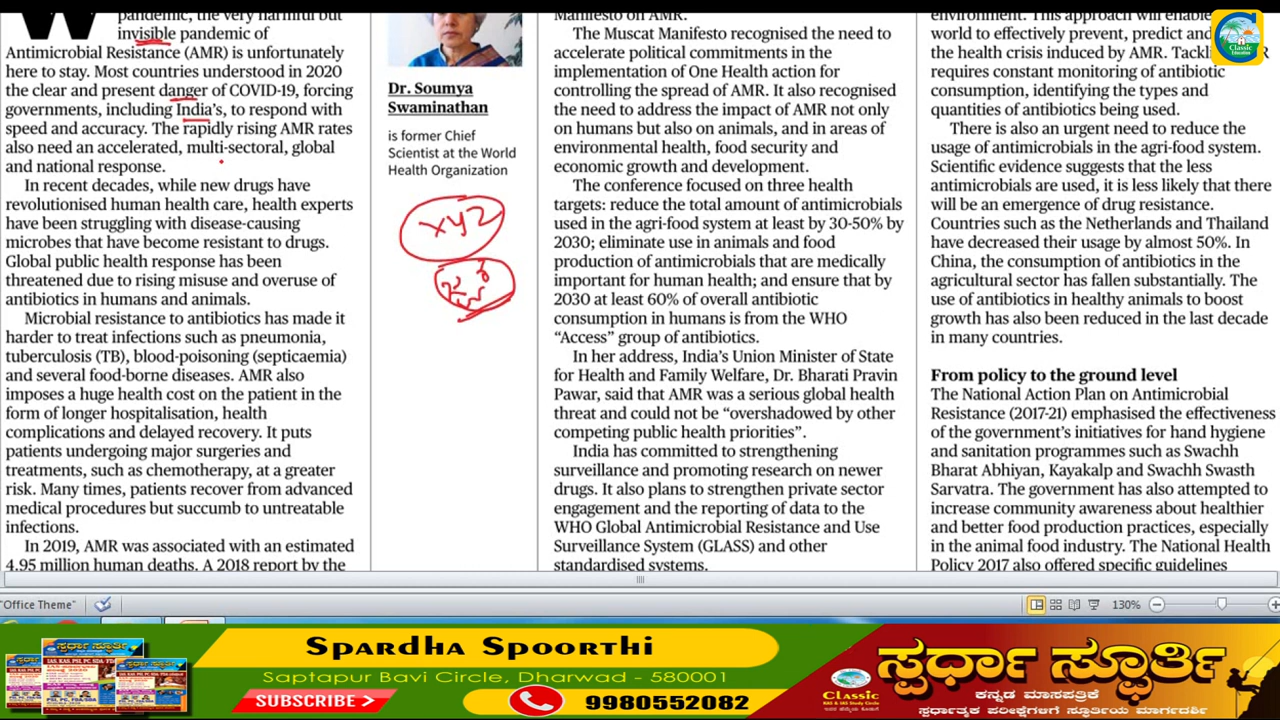 W
pandemic, the very harmful but
invisible pandemic of
Antimicrobial Resistance (AMR) is unfortunately
here to stay. Most countries understood in 2020
the clear and present danger of COVID-19, forcing
governments, including India's, to respond with
speed and accuracy. The rapidly rising AMR rates
also need an accelerated, multi-sectoral, global
and national response.
In recent decades, while new drugs have
revolutionised human health care, health experts
have been struggling with disease-causing
microbes that have become resistant to drugs.
Global public health response has been
threatened due to rising misuse and overuse of
antibiotics in humans and animals.
Microbial resistance to antibiotics has made it
harder to treat infections such as pneumonia,
tuberculosis (TB), blood-poisoning (septicaemia)
and several food-borne diseases. AMR also
imposes a huge health cost on the patient in the
form of longer hospitalisation, health
complications and delayed recovery. It puts
patients undergoing major surgeries and
treatments, such as chemotherapy, at a greater
risk. Many times, patients recover from advanced
medical procedures but succumb to untreatable
infections.
In 2019, AMR was associated with an estimated
4.95 million human deaths. A 2018 report by the
Dr. Soumya
Swaminathan
is former Chief
Scientist at the World
Health Organization
xyz
Manifesto on AMR.
The Muscat Manifesto recognised the need to
accelerate political commitments in the
implementation of One Health action for
controlling the spread of AMR. It also recognised
the need to address the impact of AMR not only
on humans but also on animals, and in areas of
environmental health, food security and
economic growth and development.
The conference focused on three health
targets: reduce the total amount of antimicrobials
used in the agri-food system at least by 30-50% by
2030; eliminate use in animals and food
production of antimicrobials that are medically
important for human health; and ensure that by
2030 at least 60% of overall antibiotic
consumption in humans is from the WHO
“Access” group of antibiotics.
In her address, India's Union Minister of State
for Health and Family Welfare, Dr. Bharati Pravin
Pawar, said that AMR was a serious global health
threat and could not be “overshadowed by other
competing public health priorities”.
India has committed to strengthening
surveillance and promoting research on newer
drugs. It also plans to strengthen private sector
engagement and the reporting of data to the
WHO Global Antimicrobial Resistance and Use
Surveillance System (GLASS) and other
standardised systems.
environment. This approach will enable
world to effectively prevent, predict and
the health crisis induced by AMR.
requires constant monitoring of antibiotic
consumption, identifying the types and
quantities of antibiotics being used.
There is also an urgent need to reduce the
usage of antimicrobials in the agri-food system.
Scientific evidence suggests that the less
antimicrobials are used, it is less likely that there
will be an emergence of drug resistance.
Countries such as the Netherlands and Thailand
have decreased their usage by almost 50%. In
China, the consumption of antibiotics in the
agricultural sector has fallen substantially. The
use of antibiotics in healthy animals to boost
growth has also been reduced in the last decade
in many countries.
From policy to the ground level
The National Action Plan on Antimicrobial
Resistance (2017-21) emphasised the effectiveness
of the government's initiatives for hand hygiene
and sanitation programmes such as Swachh
Bharat Abhiyan, Kayakalp and Swachh Swasth
Sarvatra. The government has also attempted to
increase community awareness about healthier
and better food production practices, especially
in the animal food industry. The National Health
Policy 2017 also offered specific guidelines
Classic
Education
"Office Theme"
130%
Spardha Spoorthi
Saptapur Bavi Circle, Dharwad - 580001
SUBSCRIBE
9980552082
Classic
KAS & IAS Study Circle
ಸ್ಪರ್ಧಾ ಸ್ಫೂರ್ತಿ
ಕನ್ನಡ ಮಾಸಪತ್ರಿಕೆ
ಸ್ಪರ್ಧಾತ್ಮಕ ಪರೀಕ್ಷೆಗಳಿಗೆ ಸ್ಫೂರ್ತಿಯ ಮಾರ್ಗದರ್ಶಿ